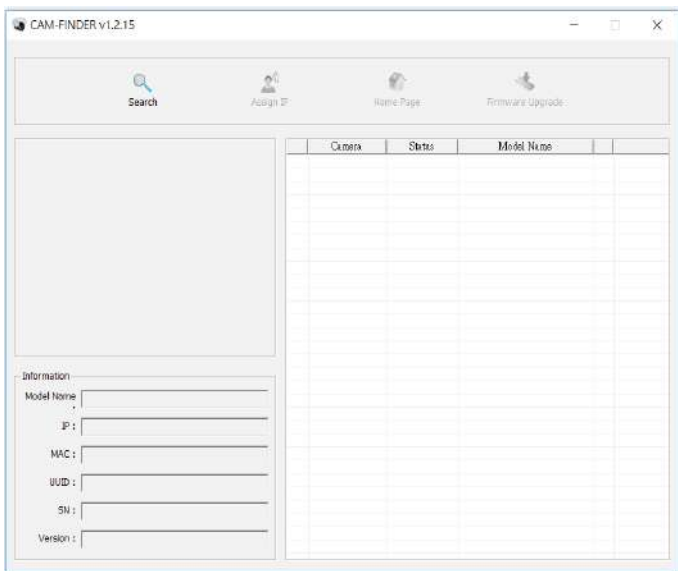 CAM-FINDER v1.2.15
Search Assign IP Home Page Firmware Upgrade
Camera Status Model Name
Information
Model Name :
IP :
MAC :
UUID :
SN :
Version :